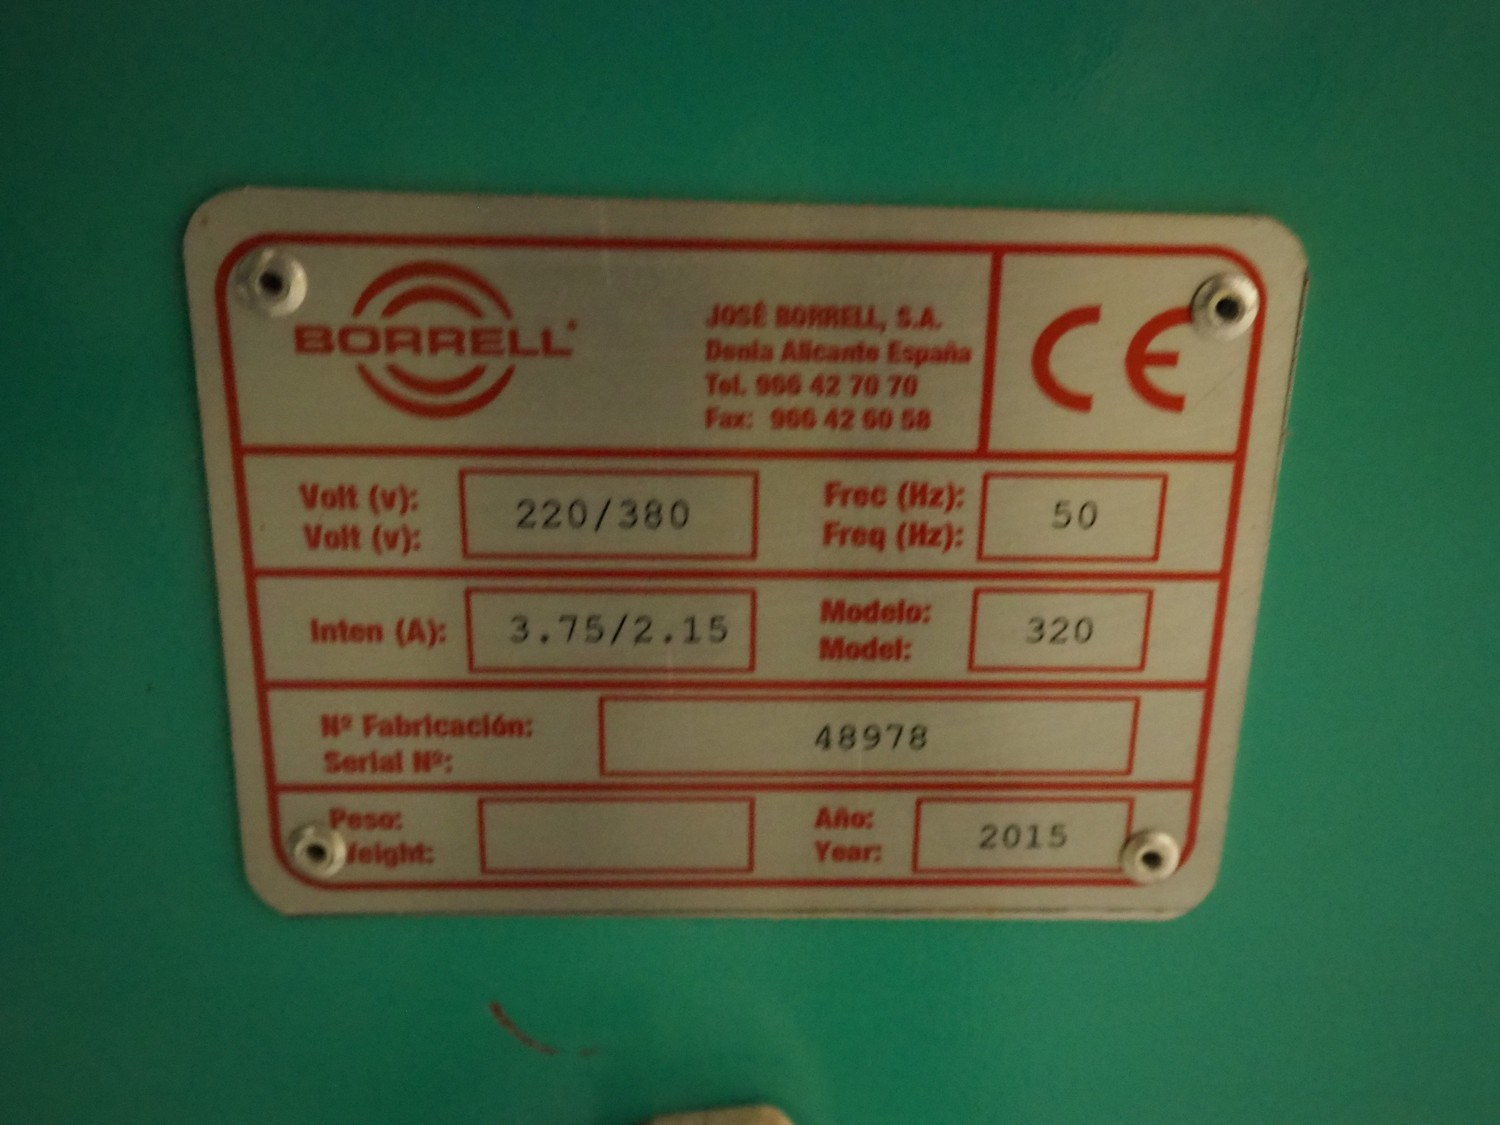 BORRELL®
JOSÉ BORRELL, S.A.
Denia Alicante España
Tel. 966 42 70 70
Fax: 966 42 60 58
CE
Volt (v):
Volt (v):
220/380
Frec (Hz):
Freq (Hz):
50
Inten (A):
3.75/2.15
Modelo:
Model:
320
Nº Fabricación:
Serial Nº:
48978
Peso:
Weight:
Año:
Year:
2015